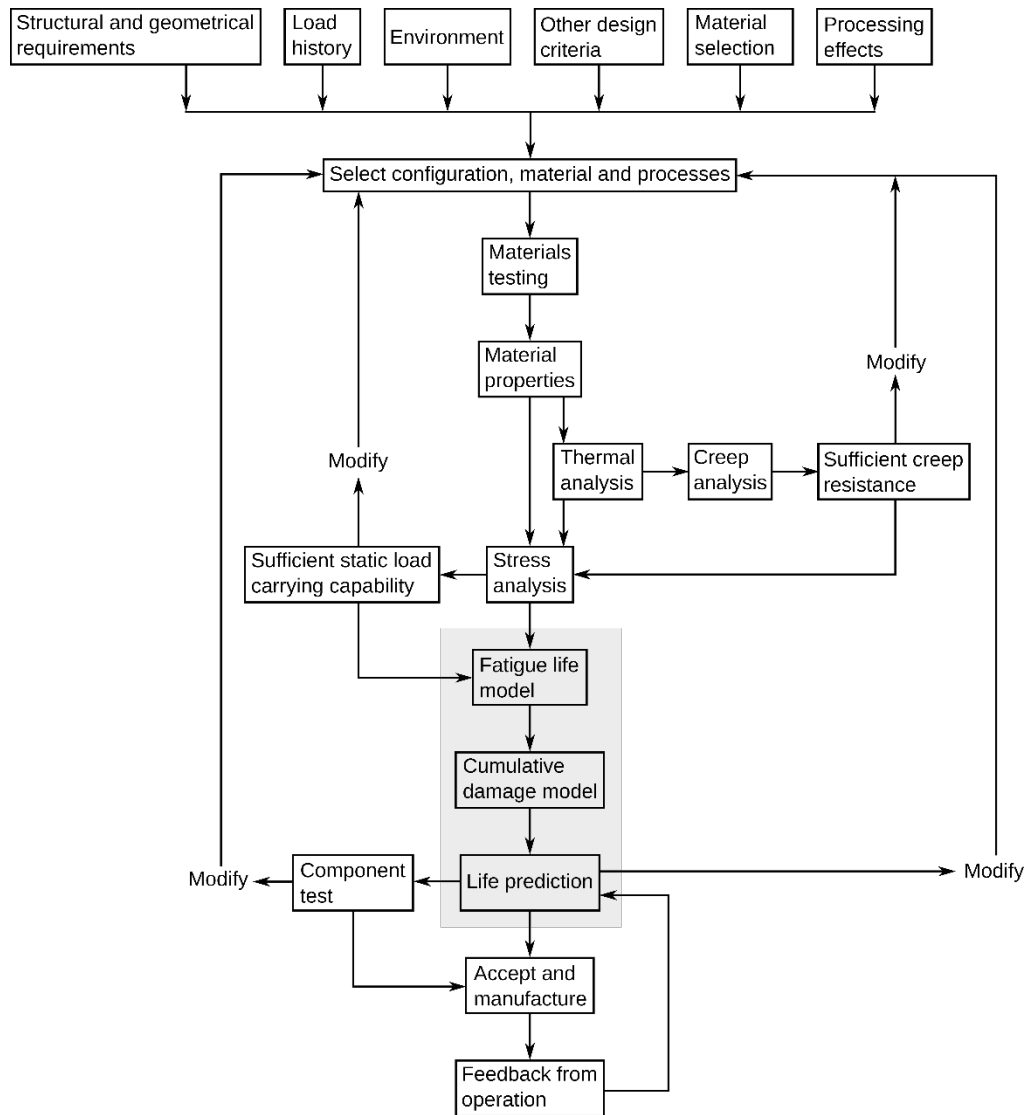 Structural and geometrical
requirements
Load
history
Environment
Other design
criteria
Material
selection
Processing
effects
Select configuration, material and processes
Materials
testing
Material
properties
Modify
Thermal
analysis
Creep
analysis
Sufficient creep
resistance
Modify
Sufficient static load
carrying capability
Stress
analysis
Fatigue life
model
Cumulative
damage model
Modify
Component
test
Life prediction
Modify
Accept and
manufacture
Feedback from
operation